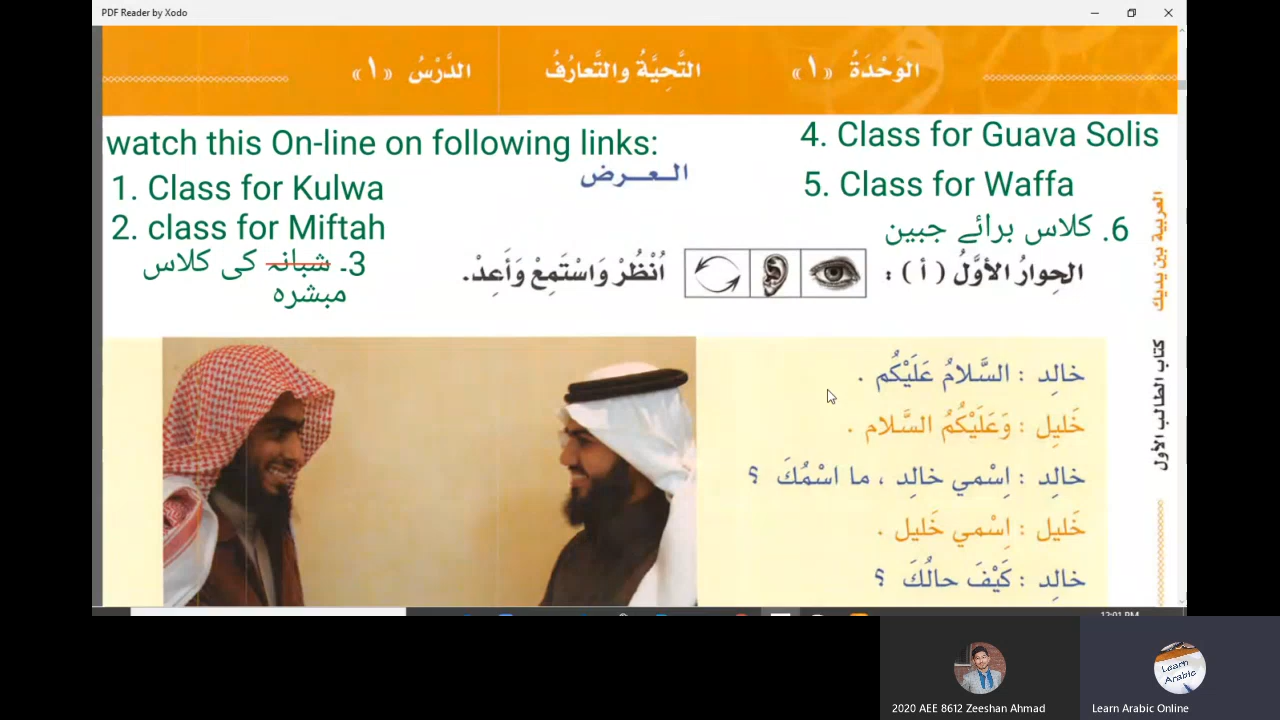 PDF Reader by Xodo
الوَحْدَةُ «١»
التَّحِيَّةُ والتَّعارُفُ
الدَّرْسُ «١»
watch this On-line on following links:
1. Class for Kulwa
2. class for Miftah
3۔ شبانہ کی کلاس
مبشرہ
4. Class for Guava Solis
5. Class for Waffa
6. کلاس برائے جبین
العـرض
الحِوارُ الأوَّلُ ( أ ) :
اُنْظُرْ وَاسْتَمِعْ وَأَعِدْ.
خالِد : السَّلامُ عَلَيْكُم .
خَليِل : وَعَلَيْكُمُ السَّلام .
خالِد : اِسْمي خالِد ، ما اسْمُكَ ؟
خَليل : اِسْمي خَليل .
خالِد : كَيْفَ حالُكَ ؟
العربية بين يديك
كتاب الطالب الأول
2020 AEE 8612 Zeeshan Ahmad
Learn Arabic
Learn Arabic Online